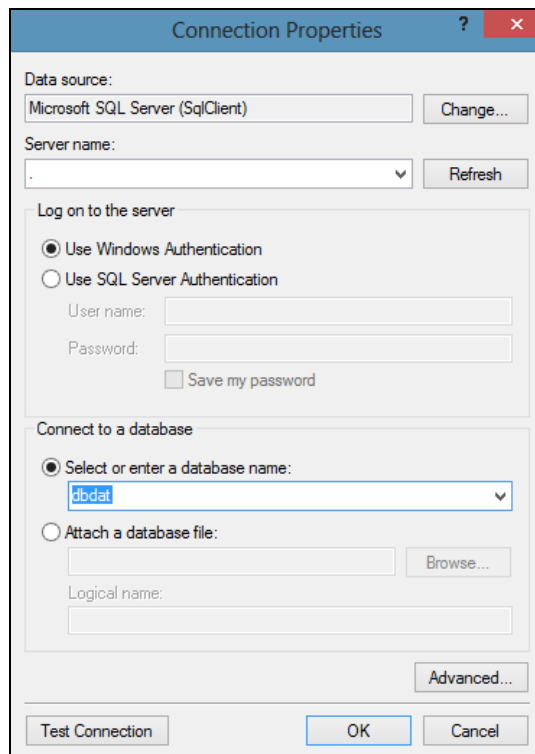 Connection Properties
?
×
Data source:
Microsoft SQL Server (SqlClient)
Change...
Server name:
.
Refresh
Log on to the server
Use Windows Authentication
Use SQL Server Authentication
User name:
Password:
Save my password
Connect to a database
Select or enter a database name:
dbdat
Attach a database file:
Browse...
Logical name:
Advanced...
Test Connection
OK
Cancel